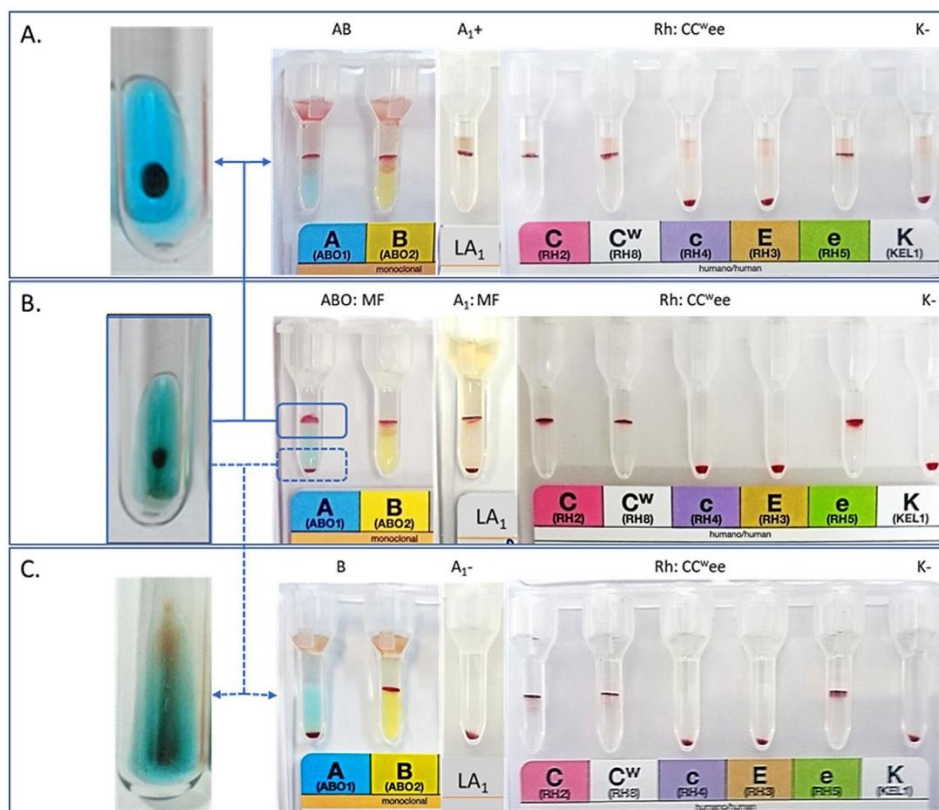 A.
AB
A₁+
Rh: CCʷee
K-
A
(ABO1)
B
(ABO2)
monoclonal
LA₁
C
(RH2)
Cᵂ
(RH8)
c
(RH4)
E
(RH3)
e
(RH5)
K
(KEL1)
humano/human
B.
ABO: MF
A₁: MF
Rh: CCʷee
K-
A
(ABO1)
B
(ABO2)
monoclonal
LA₁
C
(RH2)
Cᵂ
(RH8)
c
(RH4)
E
(RH3)
e
(RH5)
K
(KEL1)
humano/human
C.
B
A₁-
Rh: CCʷee
K-
A
(ABO1)
B
(ABO2)
monoclonal
LA₁
C
(RH2)
Cᵂ
(RH8)
c
(RH4)
E
(RH3)
e
(RH5)
K
(KEL1)
humano/human